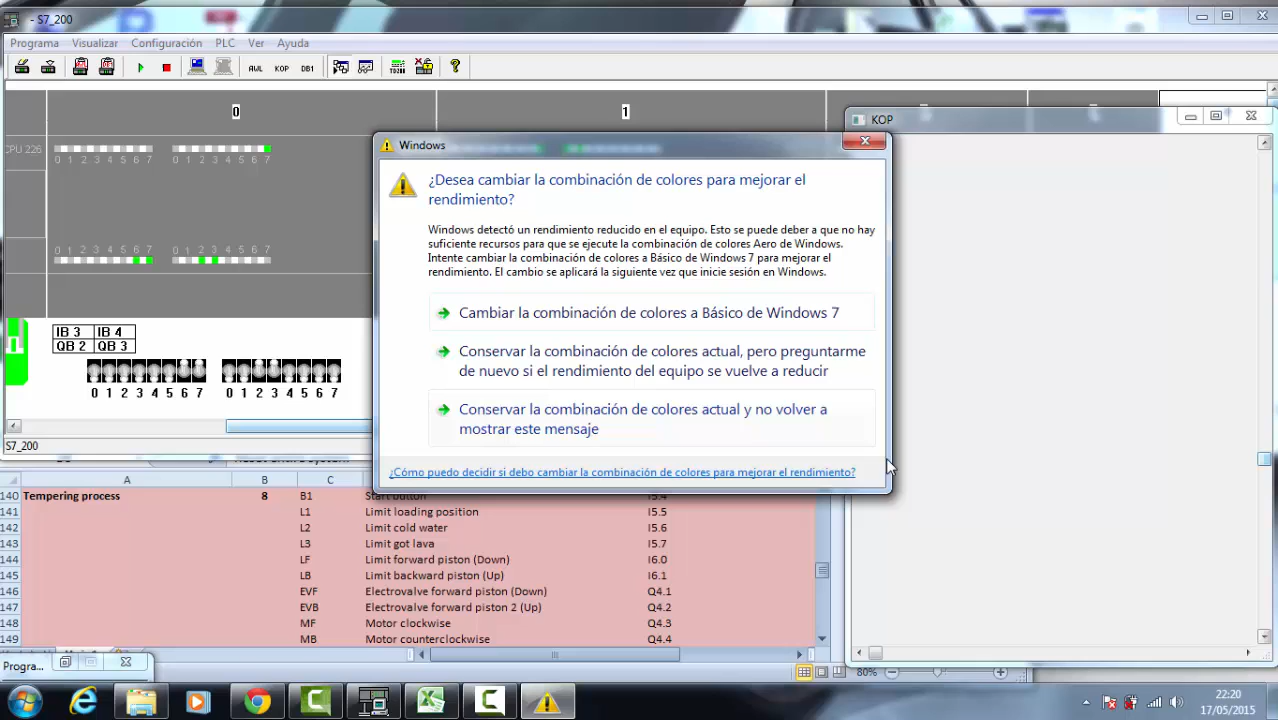 - S7_200
Programa Visualizar Configuración PLC Ver Ayuda
AWL KOP DB1 TD200 ?
0 1
KOP
CPU 226
0 1 2 3 4 5 6 7 0 1 2 3 4 5 6 7
0 1 2 3 4 5 6 7 0 1 2 3 4 5 6 7
IB 3 IB 4
QB 2 QB 3
0 1 2 3 4 5 6 7 0 1 2 3 4 5 6 7
S7_200
Windows
¿Desea cambiar la combinación de colores para mejorar el
rendimiento?
Windows detectó un rendimiento reducido en el equipo. Esto se puede deber a que no hay
suficiente recursos para que se ejecute la combinación de colores Aero de Windows.
Intente cambiar la combinación de colores a Básico de Windows 7 para mejorar el
rendimiento. El cambio se aplicará la siguiente vez que inicie sesión en Windows.
Cambiar la combinación de colores a Básico de Windows 7
Conservar la combinación de colores actual, pero preguntarme
de nuevo si el rendimiento del equipo se vuelve a reducir
Conservar la combinación de colores actual y no volver a
mostrar este mensaje
¿Cómo puedo decidir si debo cambiar la combinación de colores para mejorar el rendimiento?
A B C
140 Tempering process 8 B1 Start button I5.4
141 L1 Limit loading position I5.5
142 L2 Limit cold water I5.6
143 L3 Limit got lava I5.7
144 LF Limit forward piston (Down) I6.0
145 LB Limit backward piston (Up) I6.1
146 EVF Electrovalve forward piston (Down) Q4.1
147 EVB Electrovalve forward piston 2 (Up) Q4.2
148 MF Motor clockwise Q4.3
149 MB Motor counterclockwise Q4.4
Progra...
80%
22:20
17/05/2015